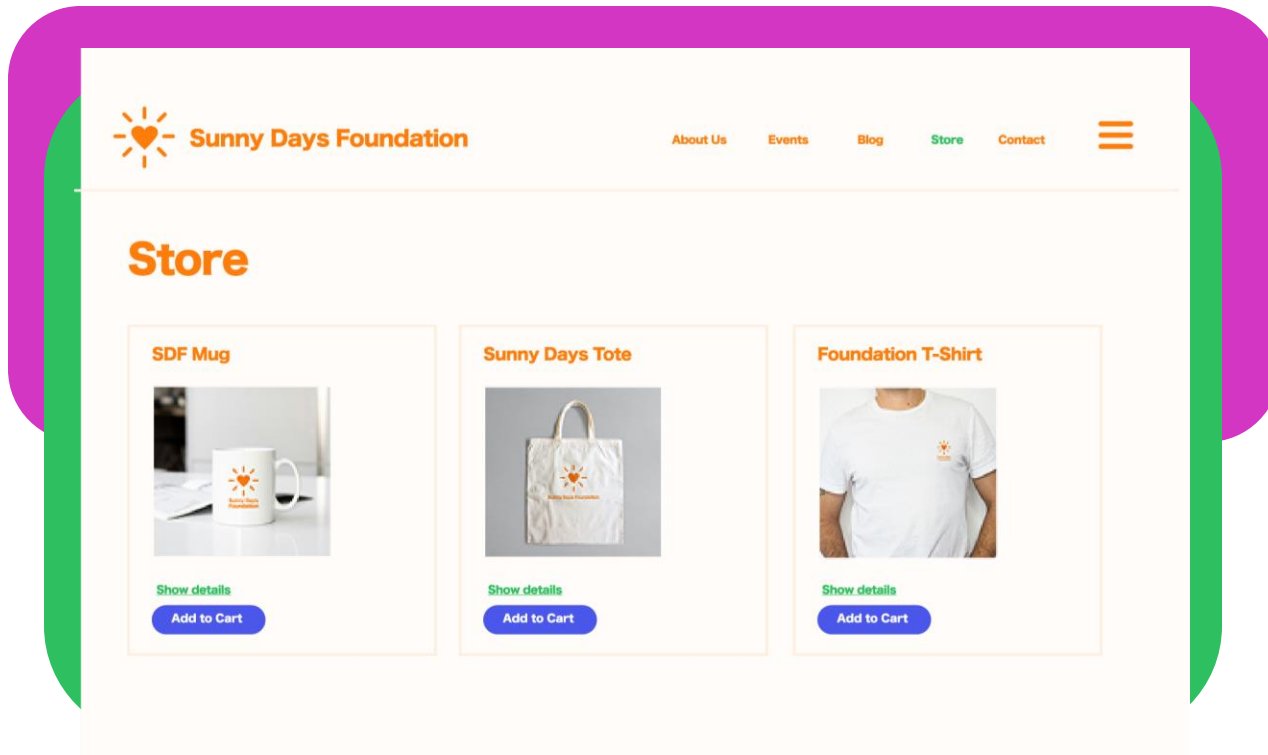 Sunny Days Foundation
About Us Events Blog Store Contact
Store
SDF Mug
Sunny Days
Foundation
Show details
Add to Cart
Sunny Days Tote
Sunny Days Foundation
Show details
Add to Cart
Foundation T-Shirt
Show details
Add to Cart